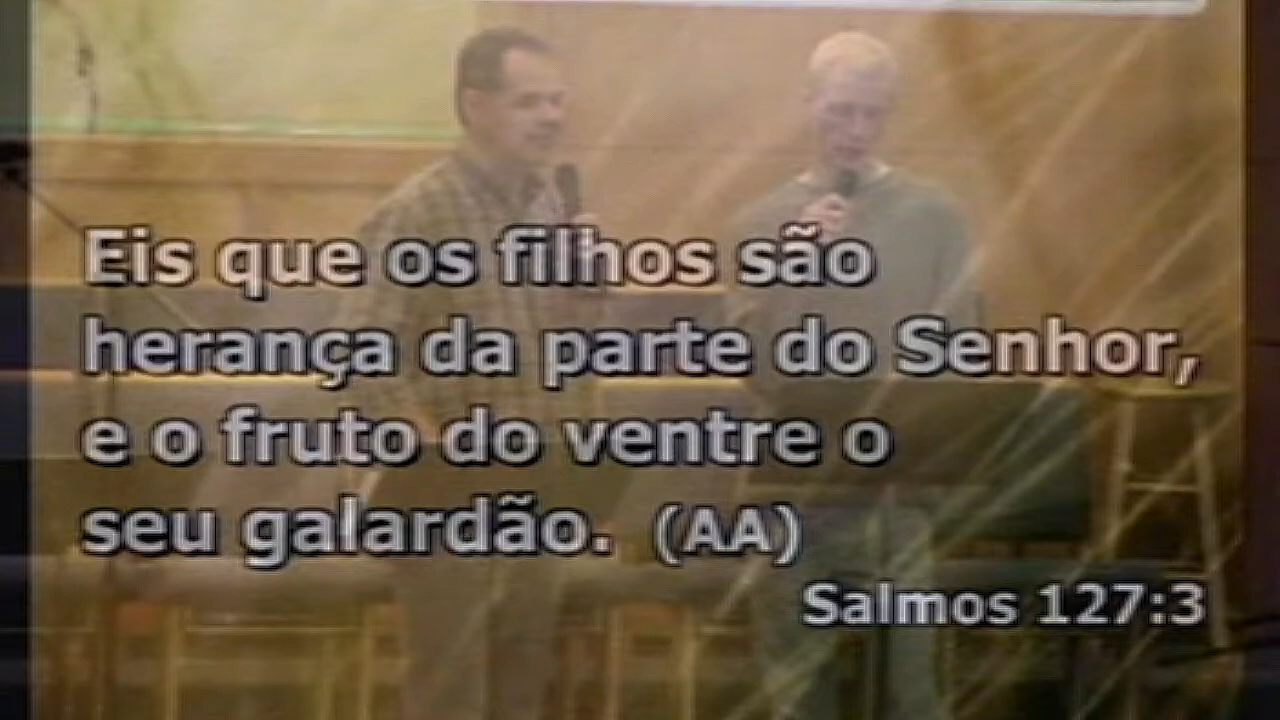 Eis que os filhos são
herança da parte do Senhor,
e o fruto do ventre o
seu galardão. (AA)
Salmos 127:3